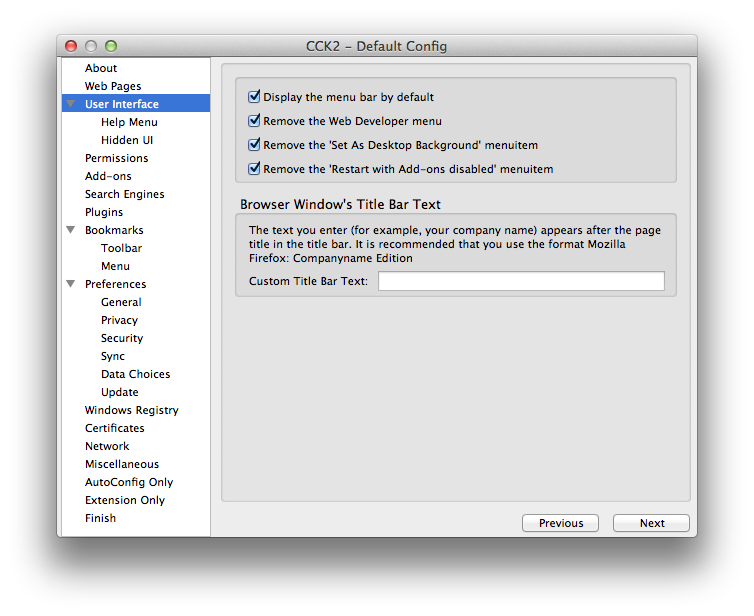 CCK2 – Default Config
About
Web Pages
User Interface
Help Menu
Hidden UI
Permissions
Add-ons
Search Engines
Plugins
Bookmarks
Toolbar
Menu
Preferences
General
Privacy
Security
Sync
Data Choices
Update
Windows Registry
Certificates
Network
Miscellaneous
AutoConfig Only
Extension Only
Finish
Display the menu bar by default
Remove the Web Developer menu
Remove the 'Set As Desktop Background' menuitem
Remove the 'Restart with Add-ons disabled' menuitem
Browser Window's Title Bar Text
The text you enter (for example, your company name) appears after the page
title in the title bar. It is recommended that you use the format Mozilla
Firefox: Companyname Edition
Custom Title Bar Text:
Previous
Next